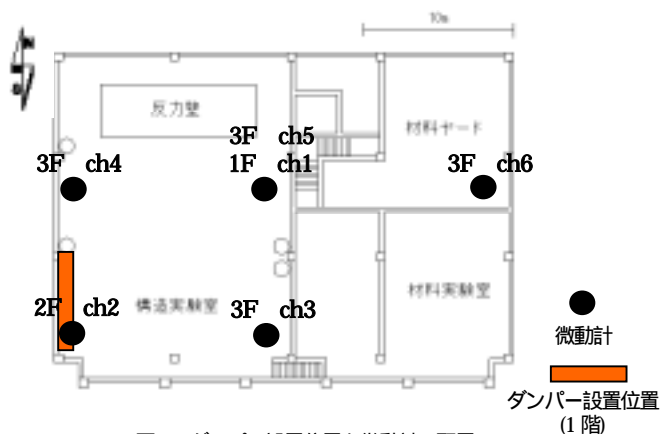 10m
反力壁
3F ch5
材料ヤード
3F ch4
1F ch1
3F ch6
2F ch2
構造実験室
3F ch3
材料実験室
微動計
ダンパー設置位置
(1 階)